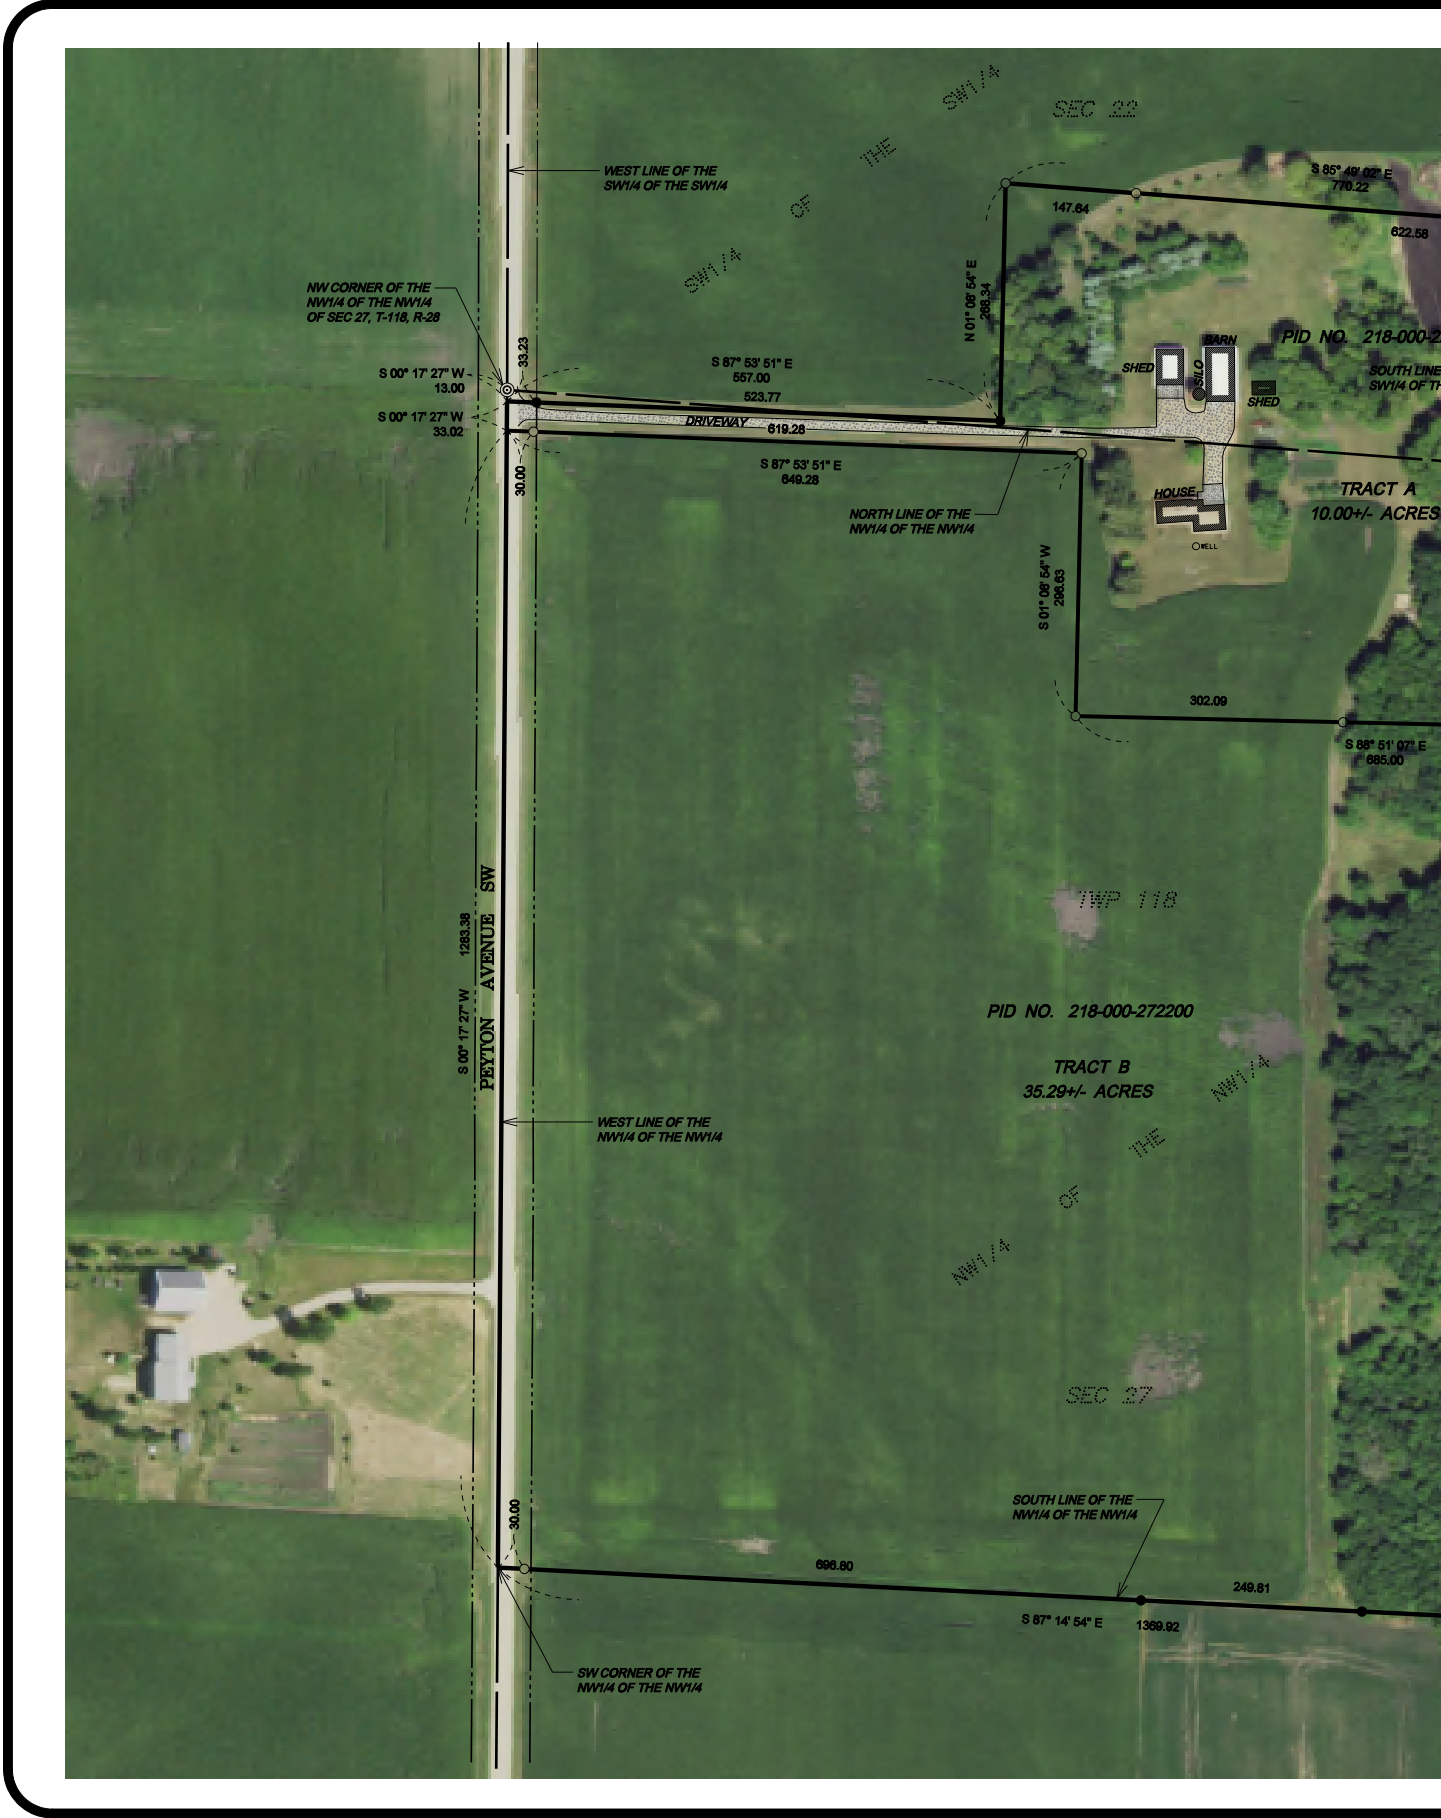 SW1/4
SEC 22
THE
WEST LINE OF THE
SW1/4 OF THE SW1/4
S 85° 49' 02" E
770.22
OF
147.64
622.58
SW1/4
N 01° 08' 54" E
268.34
NW CORNER OF THE
NW1/4 OF THE NW1/4
OF SEC 27, T-118, R-28
33.23
BARN
PID NO. 218-000-2
S 00° 17' 27" W
13.00
S 87° 53' 51" E
557.00
523.77
SHED
SILO
SHED
SOUTH LINE
SW1/4 OF TH
S 00° 17' 27" W
33.02
DRIVEWAY
619.28
30.00
S 87° 53' 51" E
649.28
HOUSE
TRACT A
10.00+/- ACRES
NORTH LINE OF THE
NW1/4 OF THE NW1/4
WELL
S 01° 08' 54" W
296.63
302.09
S 88° 51' 07" E
685.00
TWP 118
PEYTON AVENUE SW
S 00° 17' 27" W 1283.38
PID NO. 218-000-272200
TRACT B
35.29+/- ACRES
NW1/4
WEST LINE OF THE
NW1/4 OF THE NW1/4
THE
OF
NW1/4
SEC 27
SOUTH LINE OF THE
NW1/4 OF THE NW1/4
30.00
696.80
249.81
S 87° 14' 54" E 1369.92
SW CORNER OF THE
NW1/4 OF THE NW1/4